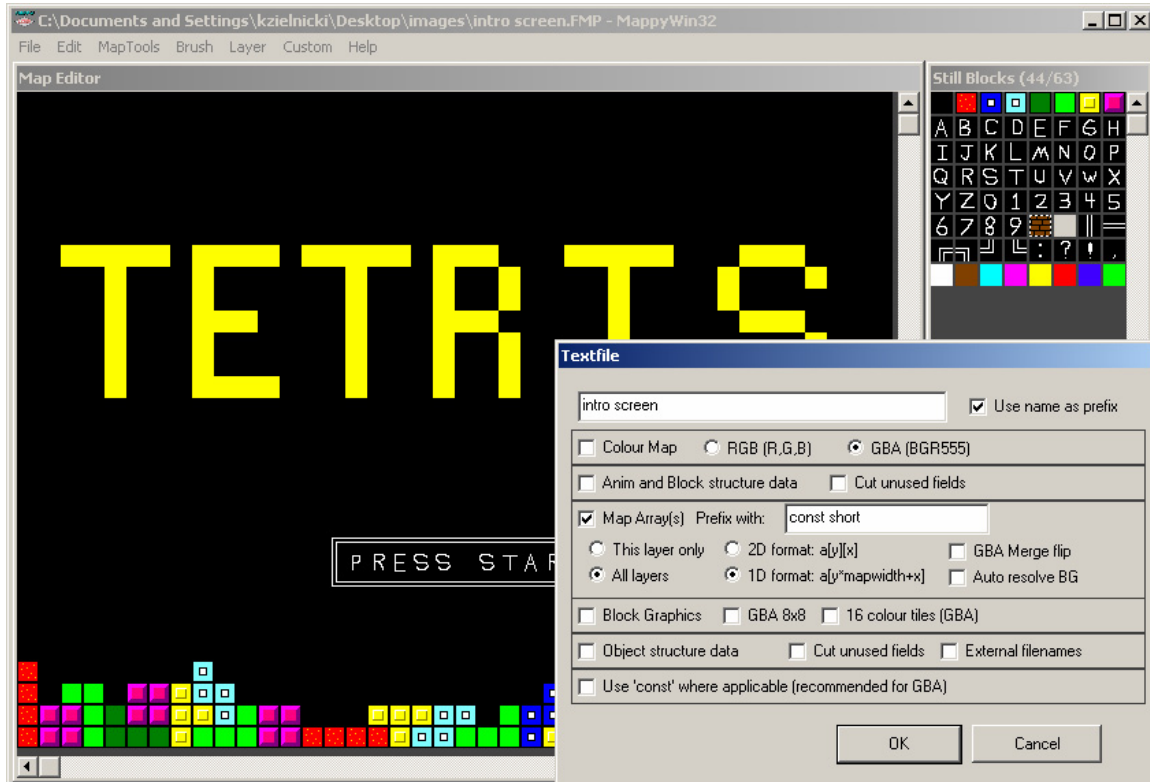 C:\Documents and Settings\kzielnicki\Desktop\images\intro screen.FMP - MappyWin32
File Edit MapTools Brush Layer Custom Help
Map Editor
Still Blocks (44/63)
A B C D E F G H
I J K L M N O P
Q R S T U V W X
Y Z 0 1 2 3 4 5
6 7 8 9
: ? ! ,
TETRIS
PRESS STAR
Textfile
intro screen
Use name as prefix
Colour Map RGB (R,G,B) GBA (BGR555)
Anim and Block structure data Cut unused fields
Map Array(s) Prefix with: const short
This layer only 2D format: a[y][x] GBA Merge flip
All layers 1D format: a[y*mapwidth+x] Auto resolve BG
Block Graphics GBA 8x8 16 colour tiles (GBA)
Object structure data Cut unused fields External filenames
Use 'const' where applicable (recommended for GBA)
OK Cancel